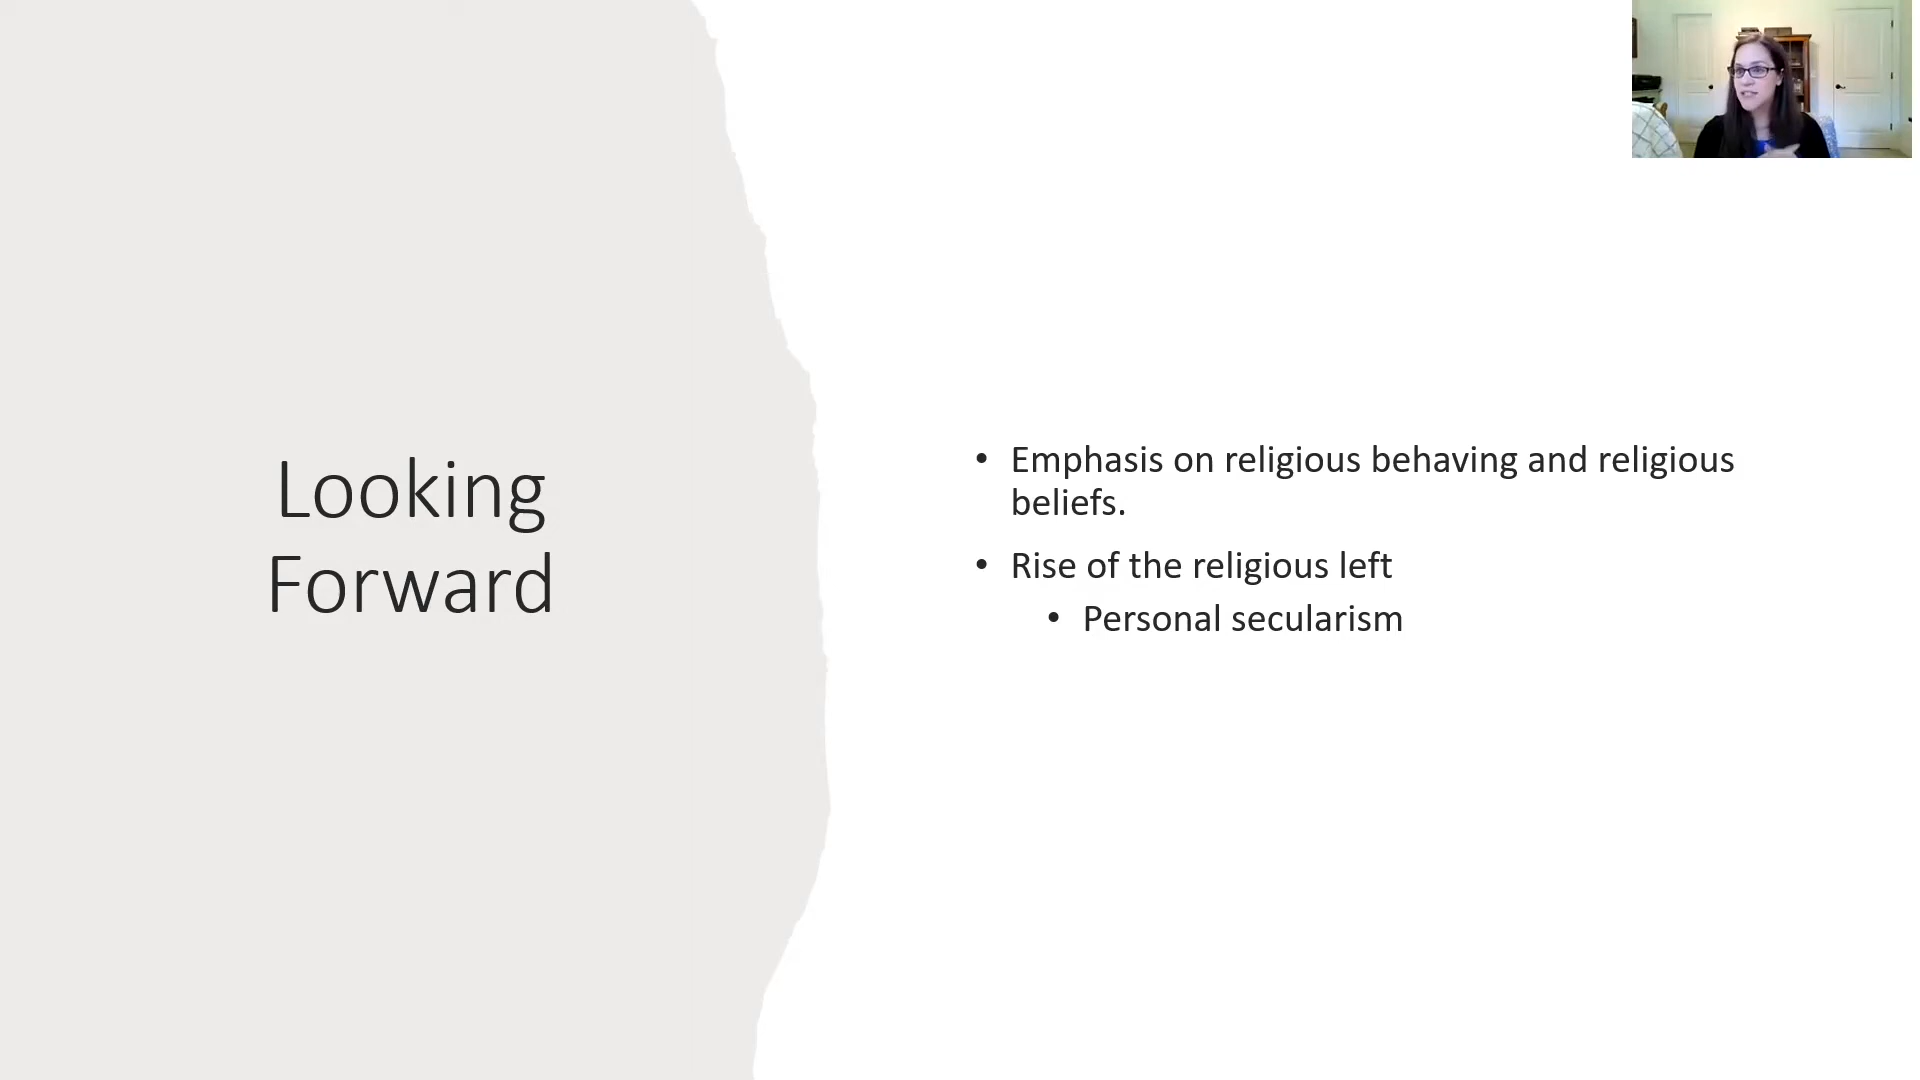 Looking
Forward
• Emphasis on religious behaving and religious
beliefs.
• Rise of the religious left
• Personal secularism